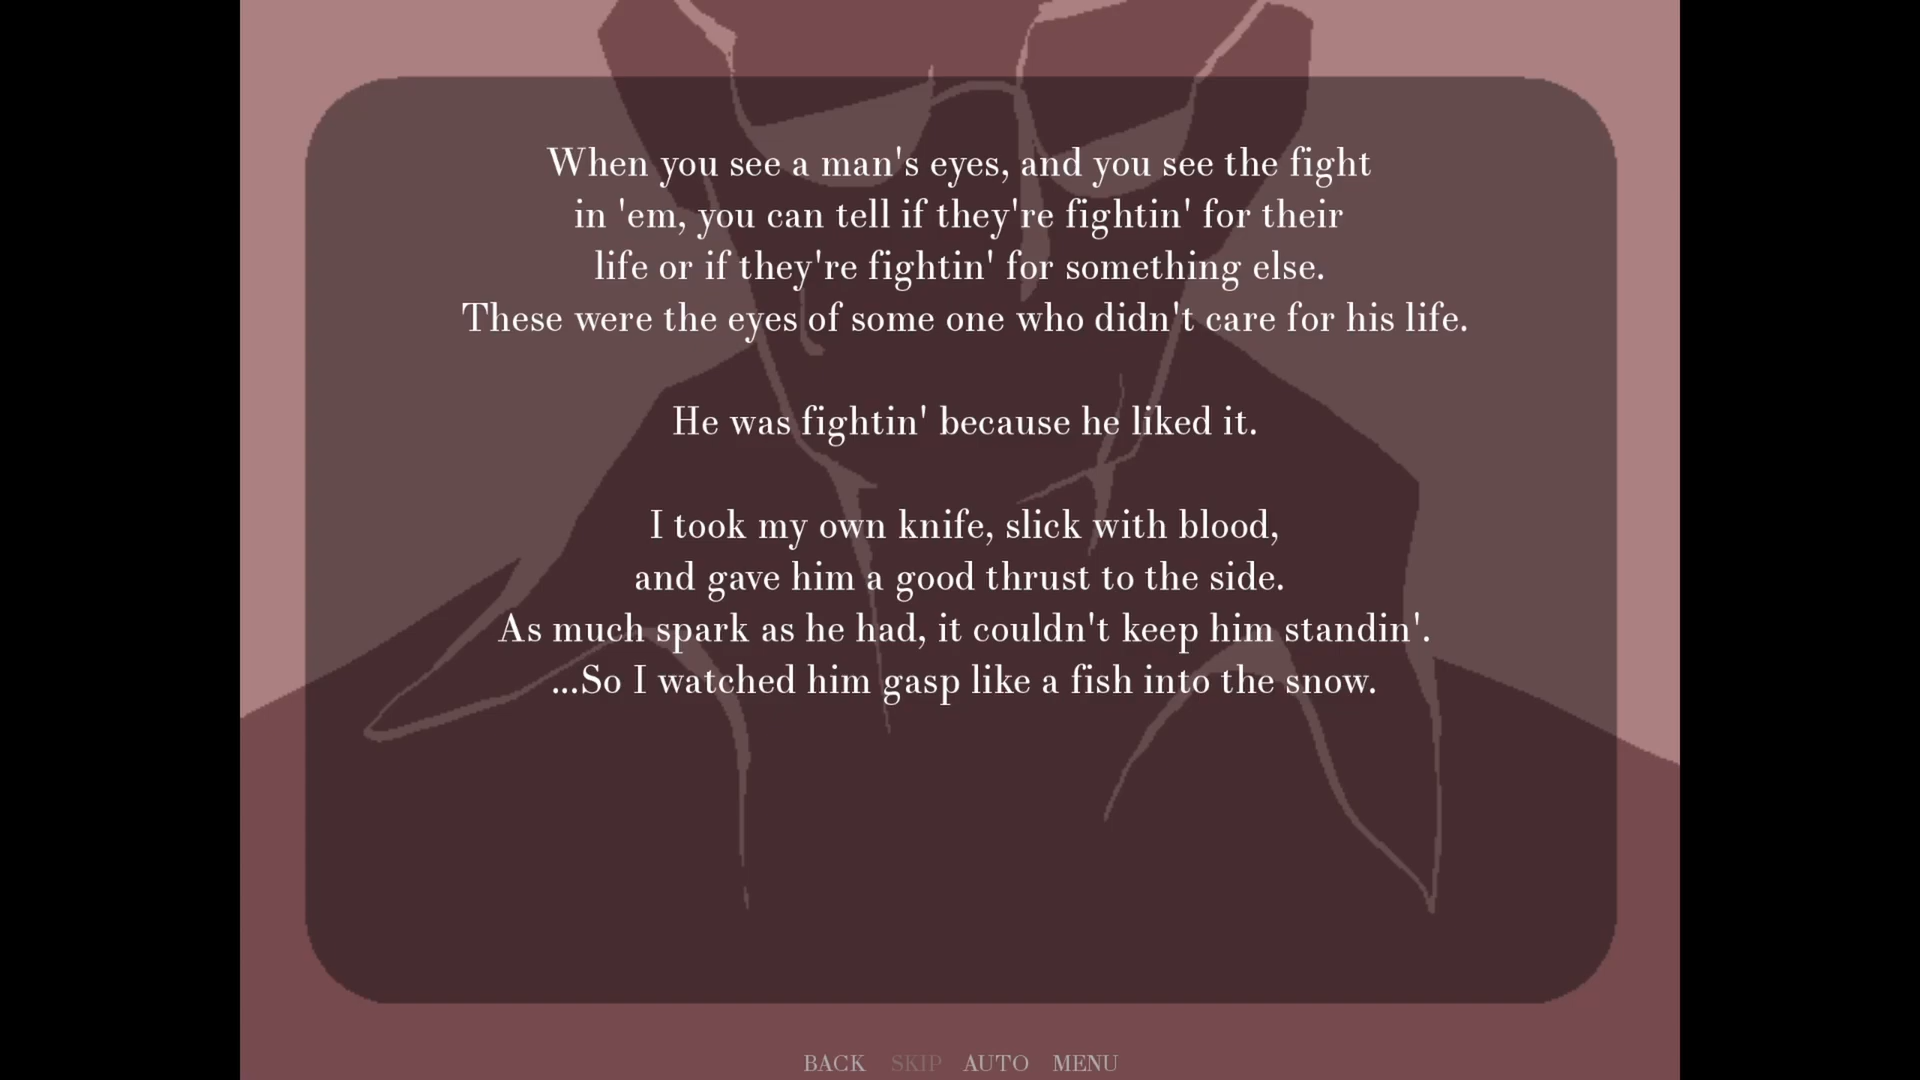 When you see a man's eyes, and you see the fight
in 'em, you can tell if they're fightin' for their
life or if they're fightin' for something else.
These were the eyes of some one who didn't care for his life.
He was fightin' because he liked it.
I took my own knife, slick with blood,
and gave him a good thrust to the side.
As much spark as he had, it couldn't keep him standin'.
...So I watched him gasp like a fish into the snow.
BACK SKIP AUTO MENU